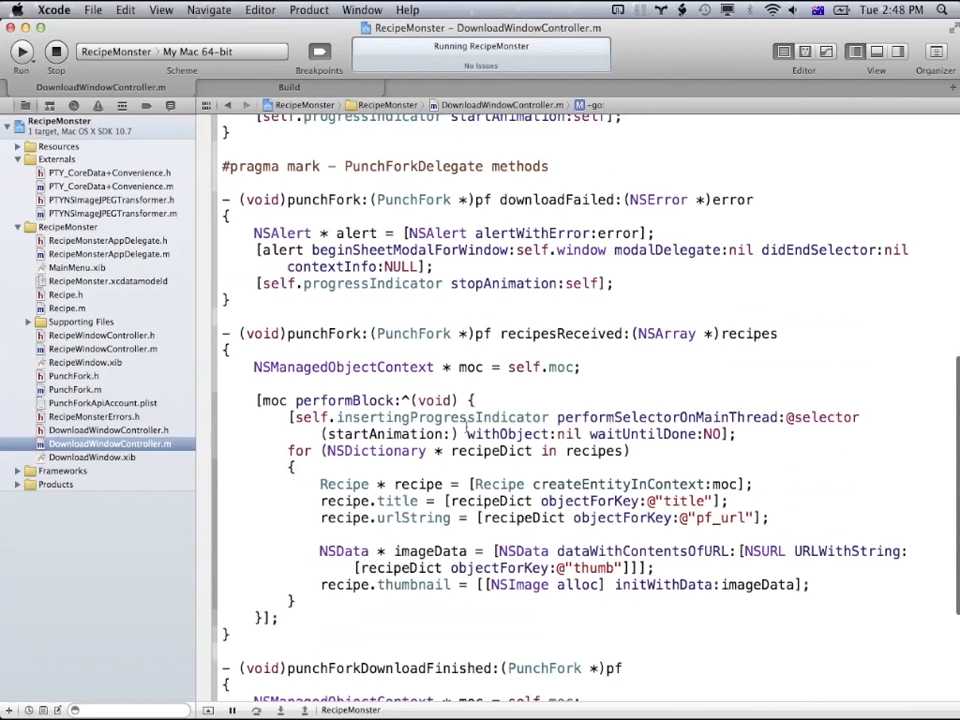 Xcode File Edit View Navigate Editor Product Window Help Tue 2:48 PM
RecipeMonster – DownloadWindowController.m
RecipeMonster My Mac 64-bit
Running RecipeMonster
No Issues
Run Stop Scheme Breakpoints Editor View Organizer
DownloadWindowController.m Build
RecipeMonster RecipeMonster DownloadWindowController.m M -go:
RecipeMonster
1 target, Mac OS X SDK 10.7
Resources
Externals
PTY_CoreData+Convenience.h
PTY_CoreData+Convenience.m
PTYNSImageJPEGTransformer.h
PTYNSImageJPEGTransformer.m
RecipeMonster
RecipeMonsterAppDelegate.h
RecipeMonsterAppDelegate.m
MainMenu.xib
RecipeMonster.xcdatamodeld
Recipe.h
Recipe.m
Supporting Files
RecipeWindowController.h
RecipeWindowController.m
RecipeWindow.xib
PunchFork.h
PunchFork.m
PunchForkApiAccount.plist
RecipeMonsterErrors.h
DownloadWindowController.h
DownloadWindowController.m
DownloadWindow.xib
Frameworks
Products
[self.progressIndicator startAnimation:self];
}
#pragma mark - PunchForkDelegate methods
- (void)punchFork:(PunchFork *)pf downloadFailed:(NSError *)error
{
NSAlert * alert = [NSAlert alertWithError:error];
[alert beginSheetModalForWindow:self.window modalDelegate:nil didEndSelector:nil
contextInfo:NULL];
[self.progressIndicator stopAnimation:self];
}
- (void)punchFork:(PunchFork *)pf recipesReceived:(NSArray *)recipes
{
NSManagedObjectContext * moc = self.moc;
[moc performBlock:^(void) {
[self.insertingProgressIndicator performSelectorOnMainThread:@selector
(startAnimation:) withObject:nil waitUntilDone:NO];
for (NSDictionary * recipeDict in recipes)
{
Recipe * recipe = [Recipe createEntityInContext:moc];
recipe.title = [recipeDict objectForKey:@"title"];
recipe.urlString = [recipeDict objectForKey:@"pf_url"];
NSData * imageData = [NSData dataWithContentsOfURL:[NSURL URLWithString:
[recipeDict objectForKey:@"thumb"]]];
recipe.thumbnail = [[NSImage alloc] initWithData:imageData];
}
}];
}
- (void)punchForkDownloadFinished:(PunchFork *)pf
{
NSManagedObjectContext * moc = self.moc;
RecipeMonster